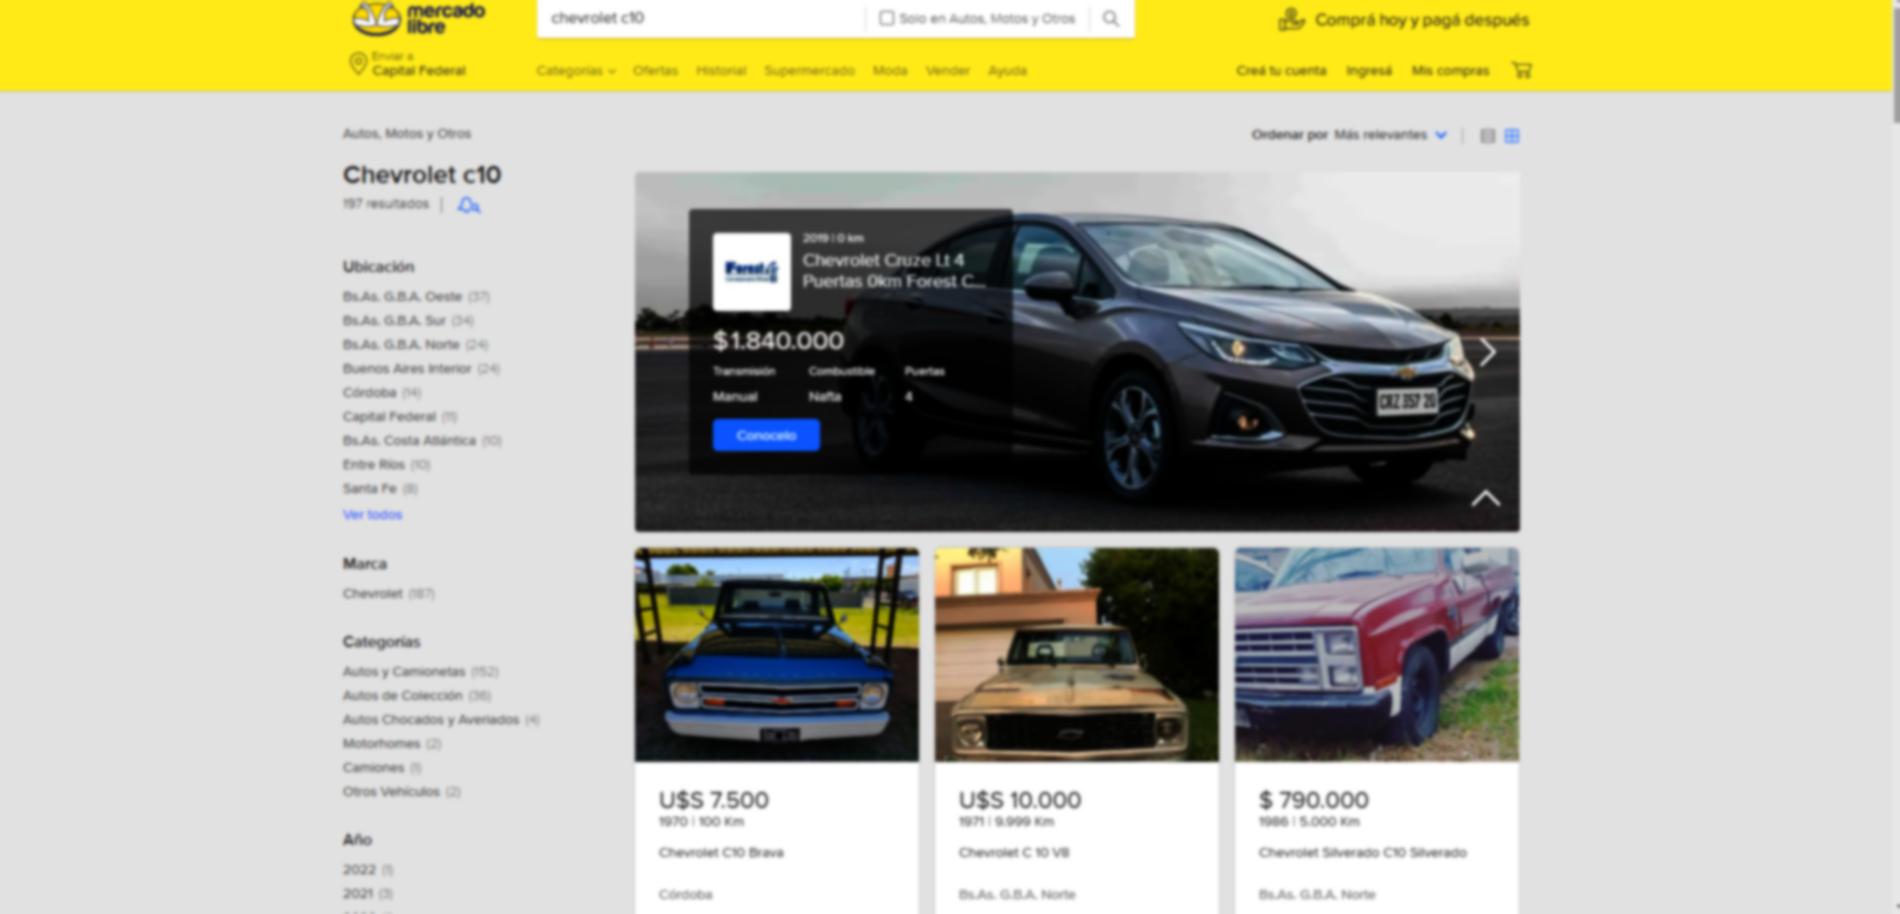 mercado
libre
chevrolet c10
Solo en Autos, Motos y Otros
Comprá hoy y pagá después
Enviar a
Capital Federal
Categorías
Ofertas
Historial
Supermercado
Moda
Vender
Ayuda
Creá tu cuenta
Ingresá
Mis compras
Autos, Motos y Otros
Ordenar por Más relevantes
Chevrolet c10
197 resultados
Ubicación
Bs.As. G.B.A. Oeste (37)
Bs.As. G.B.A. Sur (34)
Bs.As. G.B.A. Norte (24)
Buenos Aires Interior (24)
Córdoba (14)
Capital Federal (11)
Bs.As. Costa Atlántica (10)
Entre Ríos (10)
Santa Fe (8)
Ver todos
Marca
Chevrolet (187)
Categorías
Autos y Camionetas (152)
Autos de Colección (36)
Autos Chocados y Averiados (4)
Motorhomes (2)
Camiones (1)
Otros Vehículos (2)
Año
2022 (1)
2021 (3)
Forest
2019 | 0 km
Chevrolet Cruze Lt 4
Puertas 0km Forest C...
$1.840.000
Transmisión
Combustible
Puertas
Manual
Nafta
4
Conocelo
CRZ 357 20
U$S 7.500
1970 | 100 Km
Chevrolet C10 Brava
Córdoba
U$S 10.000
1971 | 9.999 Km
Chevrolet C 10 V8
Bs.As. G.B.A. Norte
$ 790.000
1986 | 5.000 Km
Chevrolet Silverado C10 Silverado
Bs.As. G.B.A. Norte